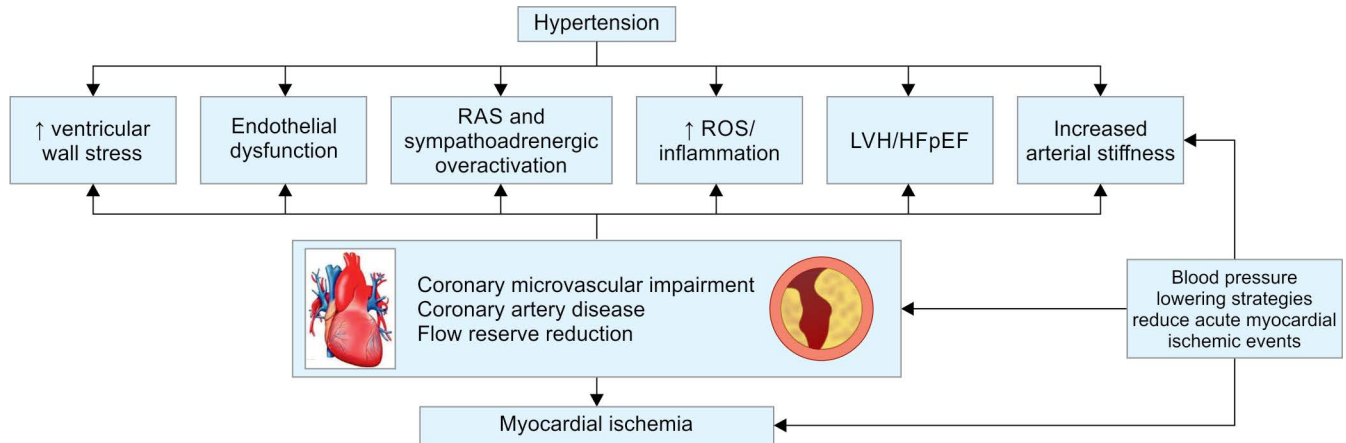 Hypertension
↑ ventricular
wall stress
Endothelial
dysfunction
RAS and
sympathoadrenergic
overactivation
↑ ROS/
inflammation
LVH/HFpEF
Increased
arterial stiffness
Coronary microvascular impairment
Coronary artery disease
Flow reserve reduction
Blood pressure
lowering strategies
reduce acute myocardial
ischemic events
Myocardial ischemia